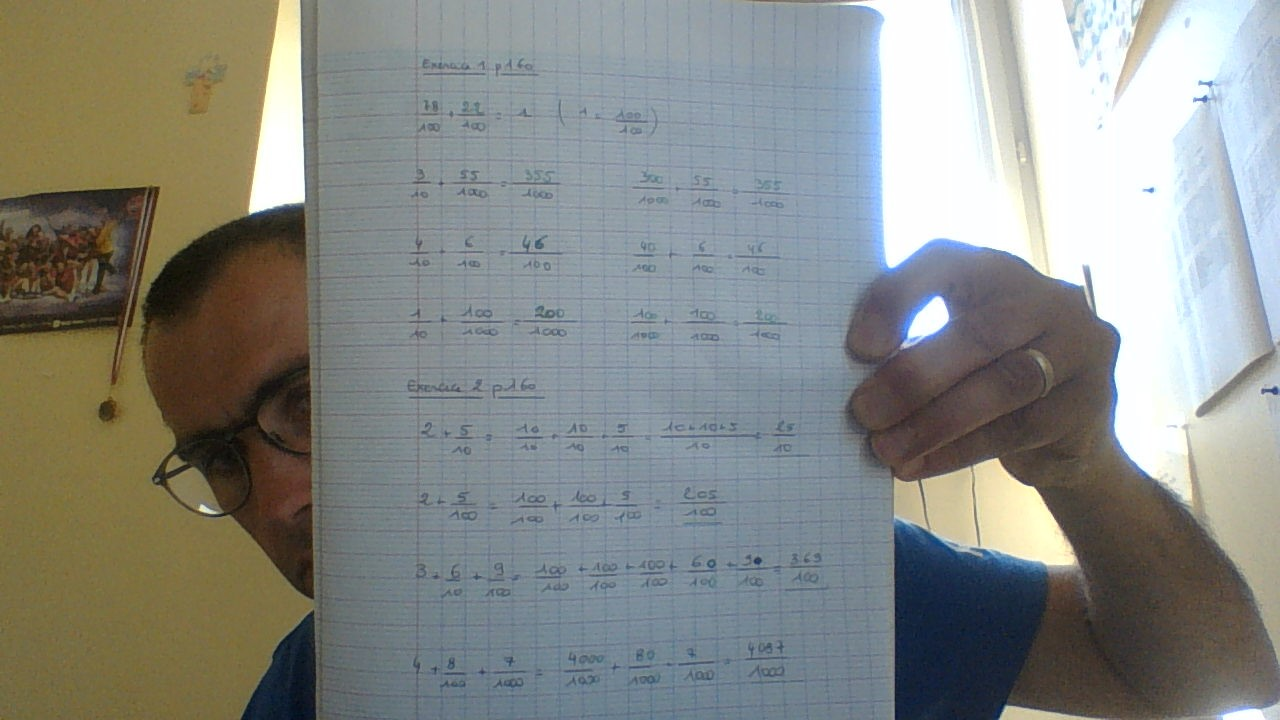 Exercice 1 p160
78/100 + 22/100 = 1 ( 1 = 100/100 )
3/10 + 55/1000 = 355/1000 300/1000 + 55/1000 = 355/1000
4/10 + 6/100 = 46/100 40/100 + 6/100 = 46/100
1/10 + 100/1000 = 200/1000 100/1000 + 100/1000 = 200/1000
Exercice 2 p160
2 + 5/10 = 10/10 + 10/10 + 5/10 = 10+10+5/10 = 25/10
2 + 5/100 = 100/100 + 100/100 + 5/100 = 205/100
3 + 6/10 + 9/100 = 100/100 + 100/100 + 100/100 + 60/100 + 9/100 = 369/100
4 + 8/100 + 7/1000 = 4000/1000 + 80/1000 + 7/1000 = 4087/1000